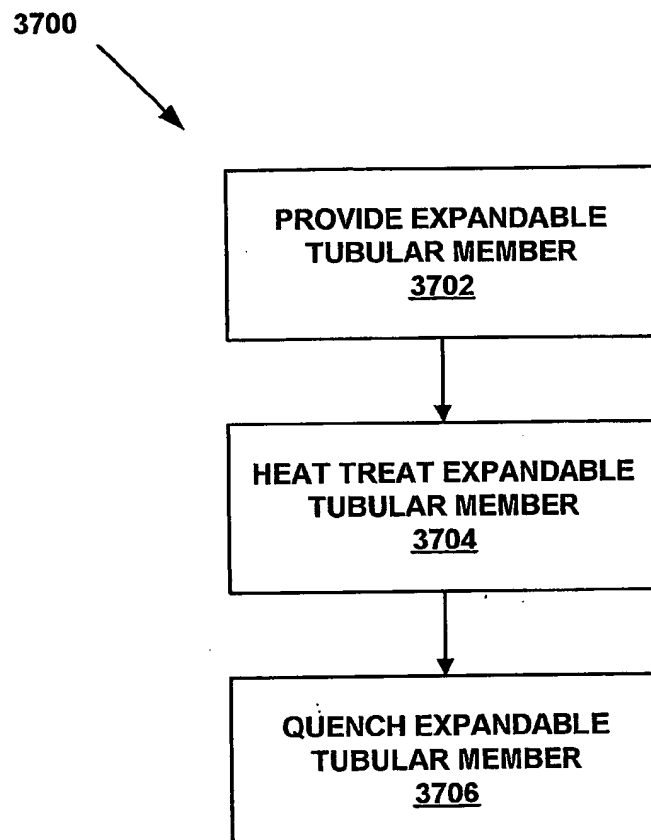 3700
PROVIDE EXPANDABLE
TUBULAR MEMBER
3702
HEAT TREAT EXPANDABLE
TUBULAR MEMBER
3704
QUENCH EXPANDABLE
TUBULAR MEMBER
3706